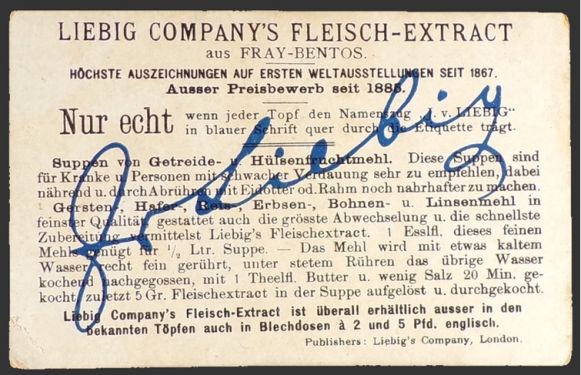 LIEBIG COMPANY'S FLEISCH-EXTRACT
aus FRAY-BENTOS.
HÖCHSTE AUSZEICHNUNGEN AUF ERSTEN WELTAUSSTELLUNGEN SEIT 1867.
Ausser Preisbewerb seit 1885.
Nur echt wenn jeder Topf den Namenszug „J. v. LIEBIG“
in blauer Schrift quer durch die Etiquette trägt.
Suppen von Getreide- u. Hülsenfruchtmehl. Diese Suppen sind
für Kranke u. Personen mit schwacher Verdauung sehr zu empfehlen, dabei
nährend u. durch Abrühren mit Eidotter od. Rahm noch nahrhafter zu machen.
Gersten-, Hafer-, Reis-, Erbsen-, Bohnen- u. Linsenmehl in
feinster Qualität gestattet auch die grösste Abwechselung u. die schnellste
Zubereitung vermittelst Liebig's Fleischextract. 1 Esslfl. dieses feinen
Mehls genügt für 1/2 Ltr. Suppe. — Das Mehl wird mit etwas kaltem
Wasser recht fein gerührt, unter stetem Rühren das übrige Wasser
kochend nachgegossen, mit 1 Theelfl. Butter u. wenig Salz 20 Min. ge-
kocht, zuletzt 5 Gr. Fleischextract in der Suppe aufgelöst u. durchgekocht.
Liebig Company's Fleisch-Extract ist überall erhältlich ausser in den
bekannten Töpfen auch in Blechdosen à 2 und 5 Pfd. englisch.
Publishers: Liebig's Company, London.
JvLiebig